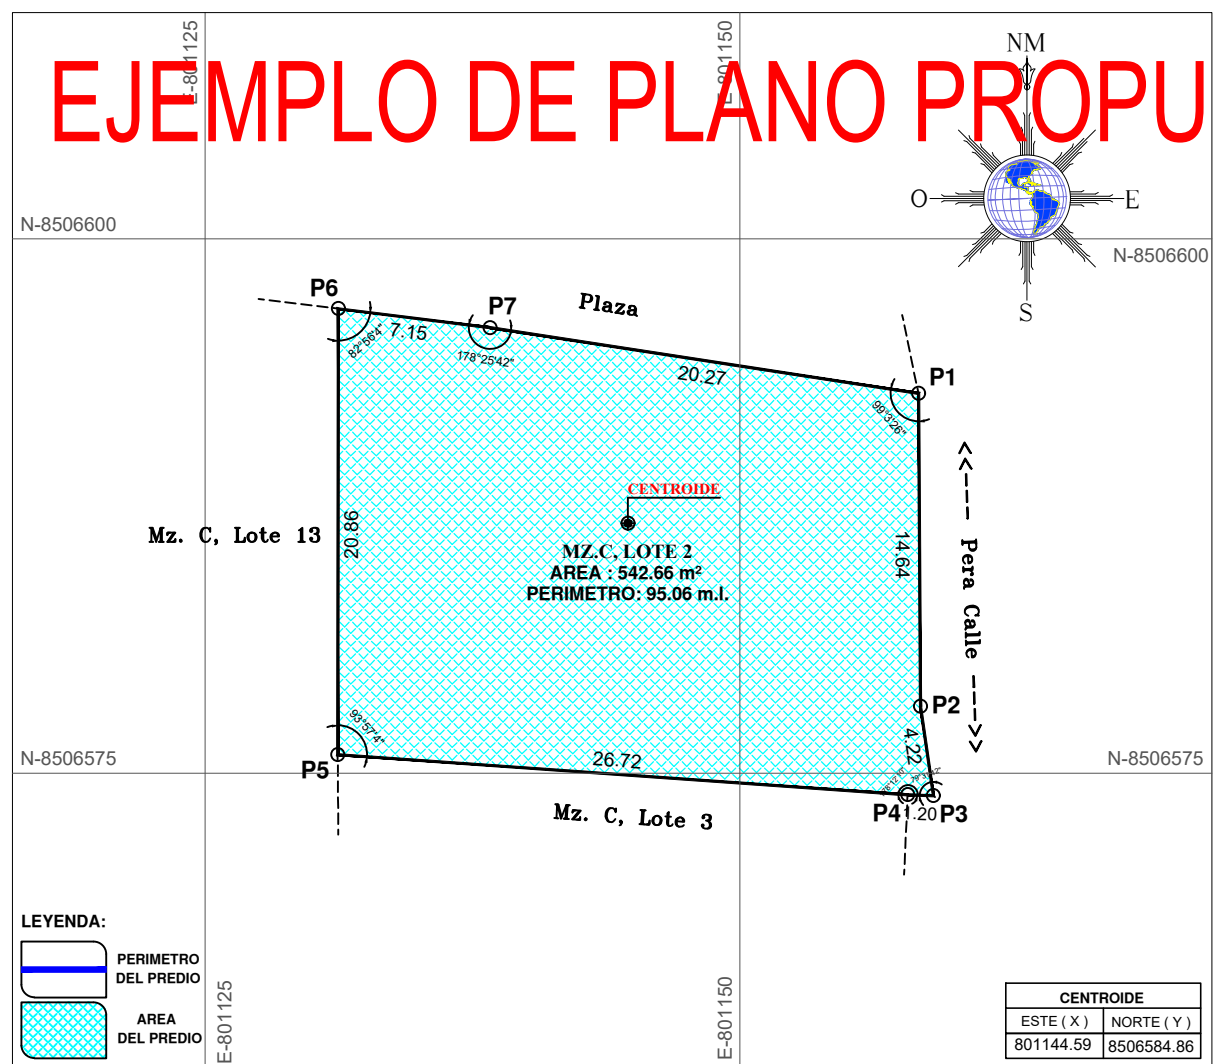 E-801125
E-801150
NM
EJEMPLO DE PLANO PROPU
O
E
S
N-8506600
N-8506600
P6
P7
Plaza
7.15
82°56'4"
178°25'42"
20.27
P1
99°3'26"
CENTROIDE
Mz. C, Lote 13
20.86
MZ.C, LOTE 2
AREA : 542.66 m²
PERIMETRO: 95.06 m.l.
14.64
<<-- Pera Calle -->>
P2
93°57'4"
4.22
N-8506575
N-8506575
P5
26.72
P4
1.20
P3
Mz. C, Lote 3
LEYENDA:
PERIMETRO
DEL PREDIO
AREA
DEL PREDIO
E-801125
E-801150
CENTROIDE
ESTE ( X ) NORTE ( Y )
801144.59 8506584.86